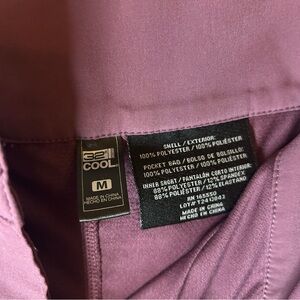 32
COOL
M
MADE IN CHINA
HECHO EN CHINA
SHELL/EXTERIOR:
100% POLYESTER/100% POLIÉSTER
POCKET BAG/BOLSO DE BOLSILLO:
100% POLYESTER/100% POLIÉSTER
INNER SHORT/PANTALÓN CORTO INTERIOR:
88% POLYESTER/12% SPANDEX
88% POLIÉSTER/12% ELASTANO
MADE IN CHINA
HECHO EN CHINA